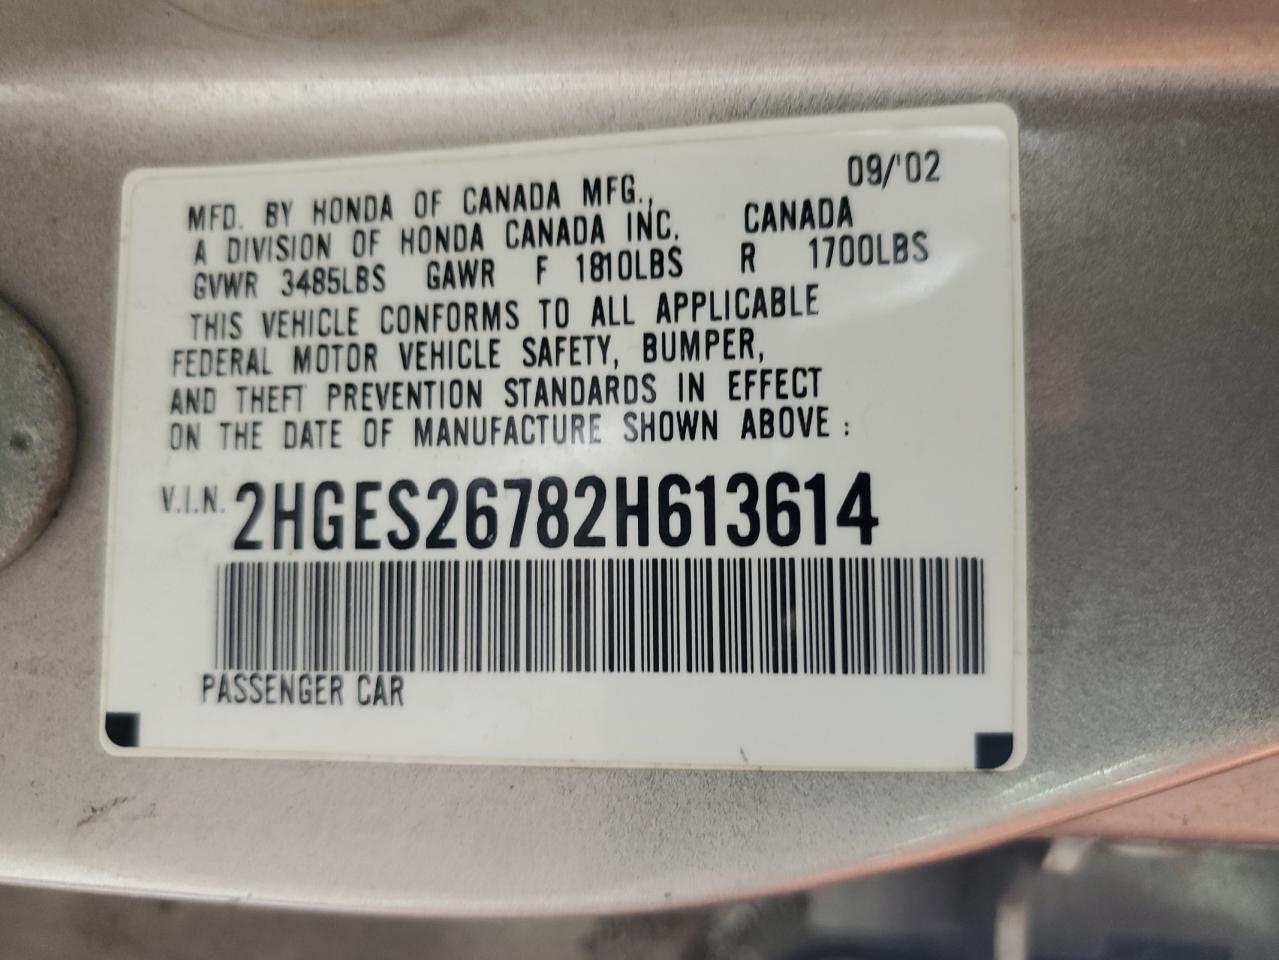 09/'02
MFD. BY HONDA OF CANADA MFG.,
A DIVISION OF HONDA CANADA INC. CANADA
GVWR 3485LBS GAWR F 1810LBS R 1700LBS
THIS VEHICLE CONFORMS TO ALL APPLICABLE
FEDERAL MOTOR VEHICLE SAFETY, BUMPER,
AND THEFT PREVENTION STANDARDS IN EFFECT
ON THE DATE OF MANUFACTURE SHOWN ABOVE:
V.I.N. 2HGES26782H613614
PASSENGER CAR